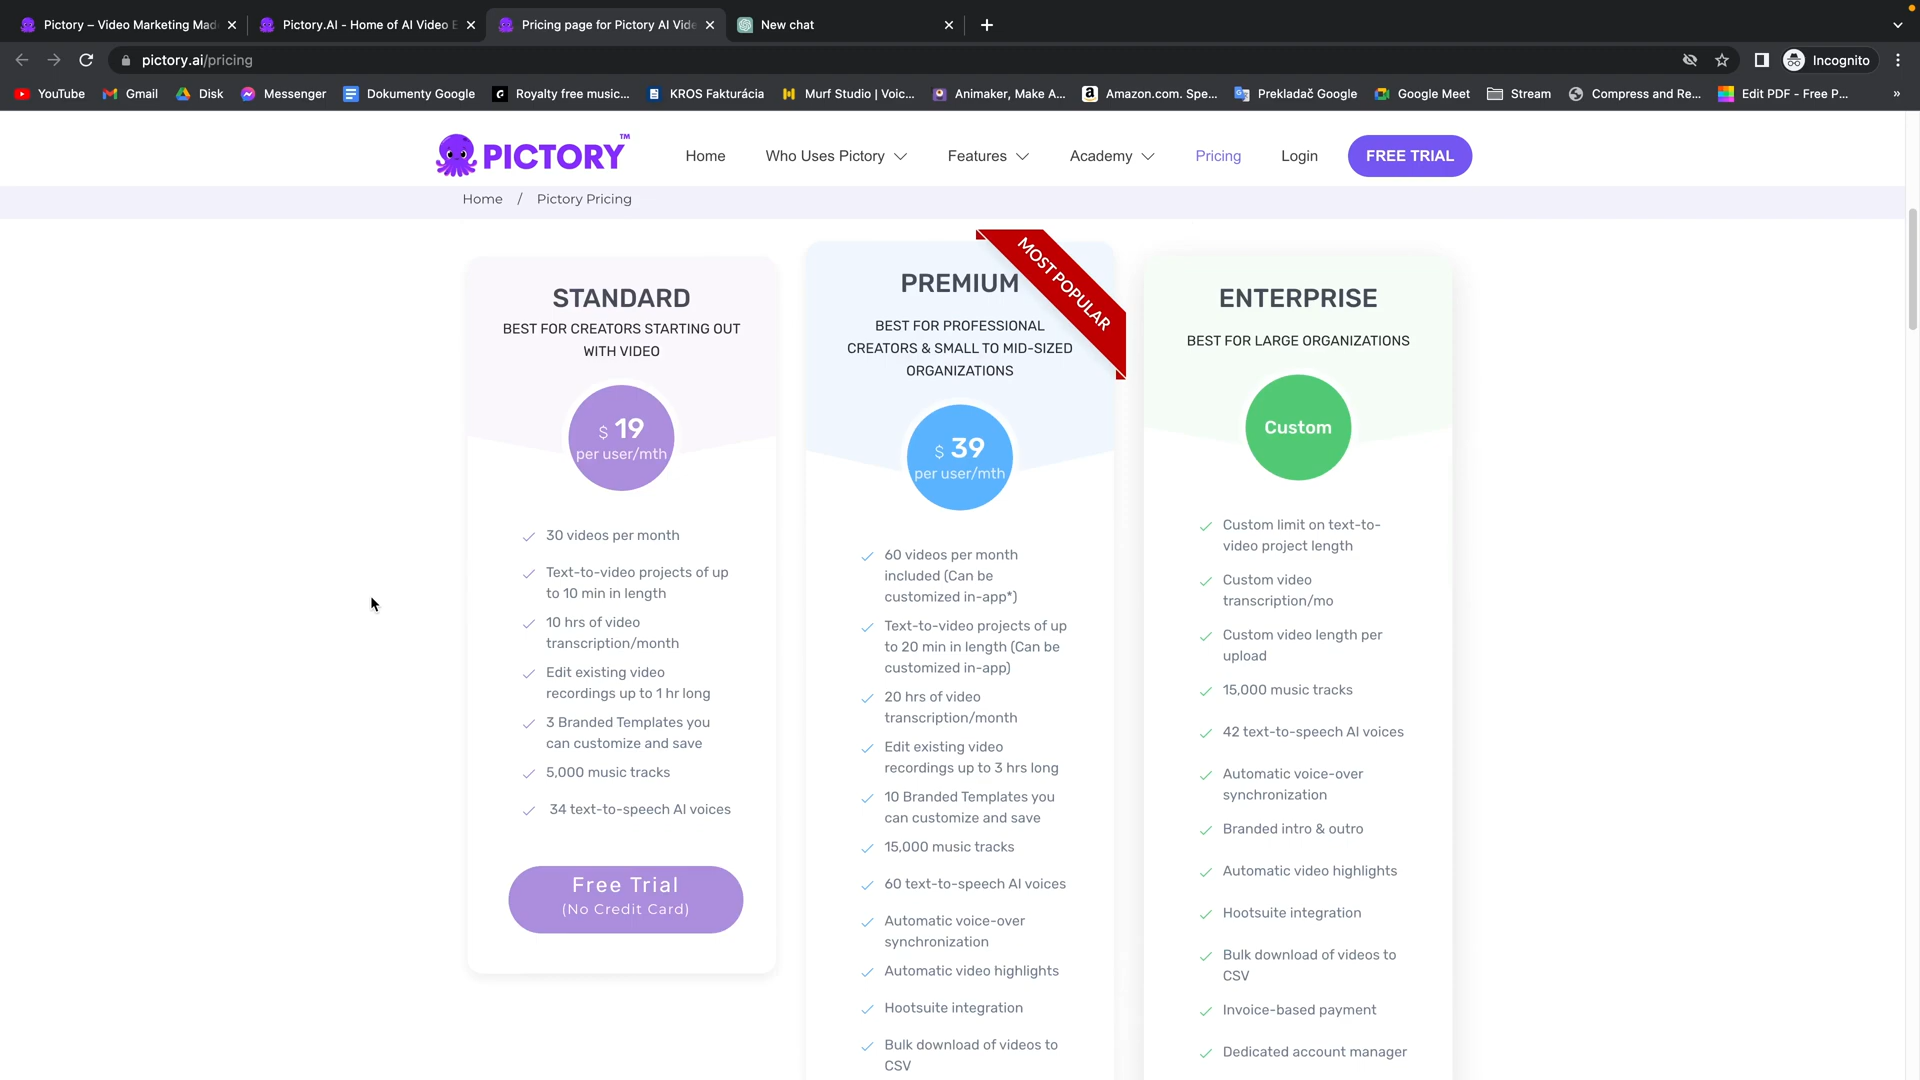 Pictory – Video Marketing Mad
Pictory.AI - Home of AI Video E
Pricing page for Pictory AI Vide
New chat
pictory.ai/pricing
Incognito
YouTube
Gmail
Disk
Messenger
Dokumenty Google
Royalty free music...
KROS Fakturácia
Murf Studio | Voic...
Animaker, Make A...
Amazon.com. Spe...
Prekladač Google
Google Meet
Stream
Compress and Re...
Edit PDF - Free P...
»
PICTORY™
Home
Who Uses Pictory
Features
Academy
Pricing
Login
FREE TRIAL
Home / Pictory Pricing
STANDARD
BEST FOR CREATORS STARTING OUT
WITH VIDEO
$ 19
per user/mth
30 videos per month
Text-to-video projects of up
to 10 min in length
10 hrs of video
transcription/month
Edit existing video
recordings up to 1 hr long
3 Branded Templates you
can customize and save
5,000 music tracks
34 text-to-speech AI voices
Free Trial
(No Credit Card)
MOST POPULAR
PREMIUM
BEST FOR PROFESSIONAL
CREATORS & SMALL TO MID-SIZED
ORGANIZATIONS
$ 39
per user/mth
60 videos per month
included (Can be
customized in-app*)
Text-to-video projects of up
to 20 min in length (Can be
customized in-app)
20 hrs of video
transcription/month
Edit existing video
recordings up to 3 hrs long
10 Branded Templates you
can customize and save
15,000 music tracks
60 text-to-speech AI voices
Automatic voice-over
synchronization
Automatic video highlights
Hootsuite integration
Bulk download of videos to
CSV
ENTERPRISE
BEST FOR LARGE ORGANIZATIONS
Custom
Custom limit on text-to-
video project length
Custom video
transcription/mo
Custom video length per
upload
15,000 music tracks
42 text-to-speech AI voices
Automatic voice-over
synchronization
Branded intro & outro
Automatic video highlights
Hootsuite integration
Bulk download of videos to
CSV
Invoice-based payment
Dedicated account manager